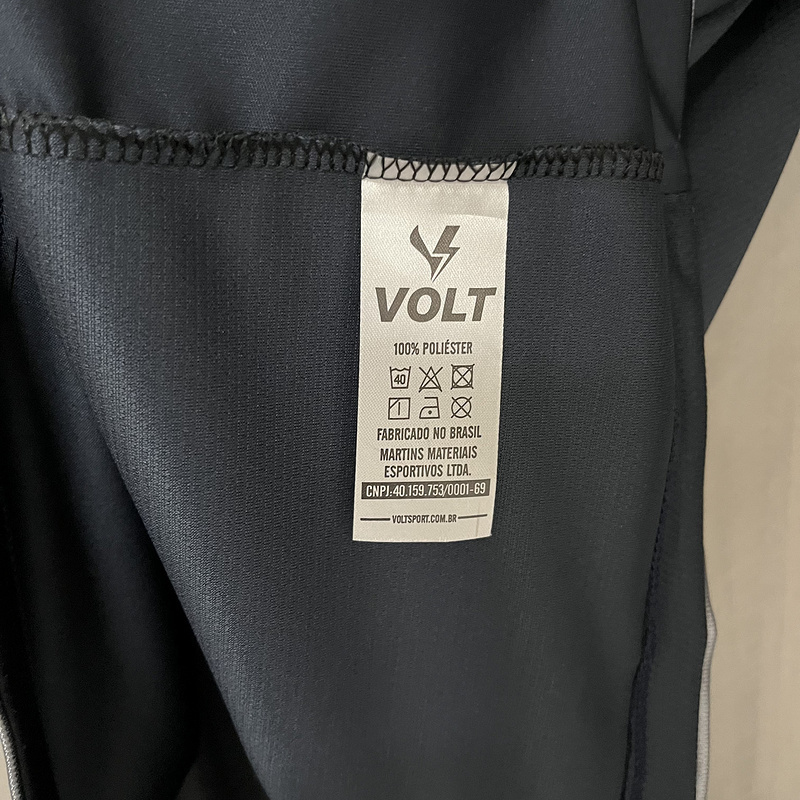 VOLT
100% POLIÉSTER
40
FABRICADO NO BRASIL
MARTINS MATERIAIS
ESPORTIVOS LTDA.
CNPJ: 40.159.753/0001-69
VOLTSPORT.COM.BR